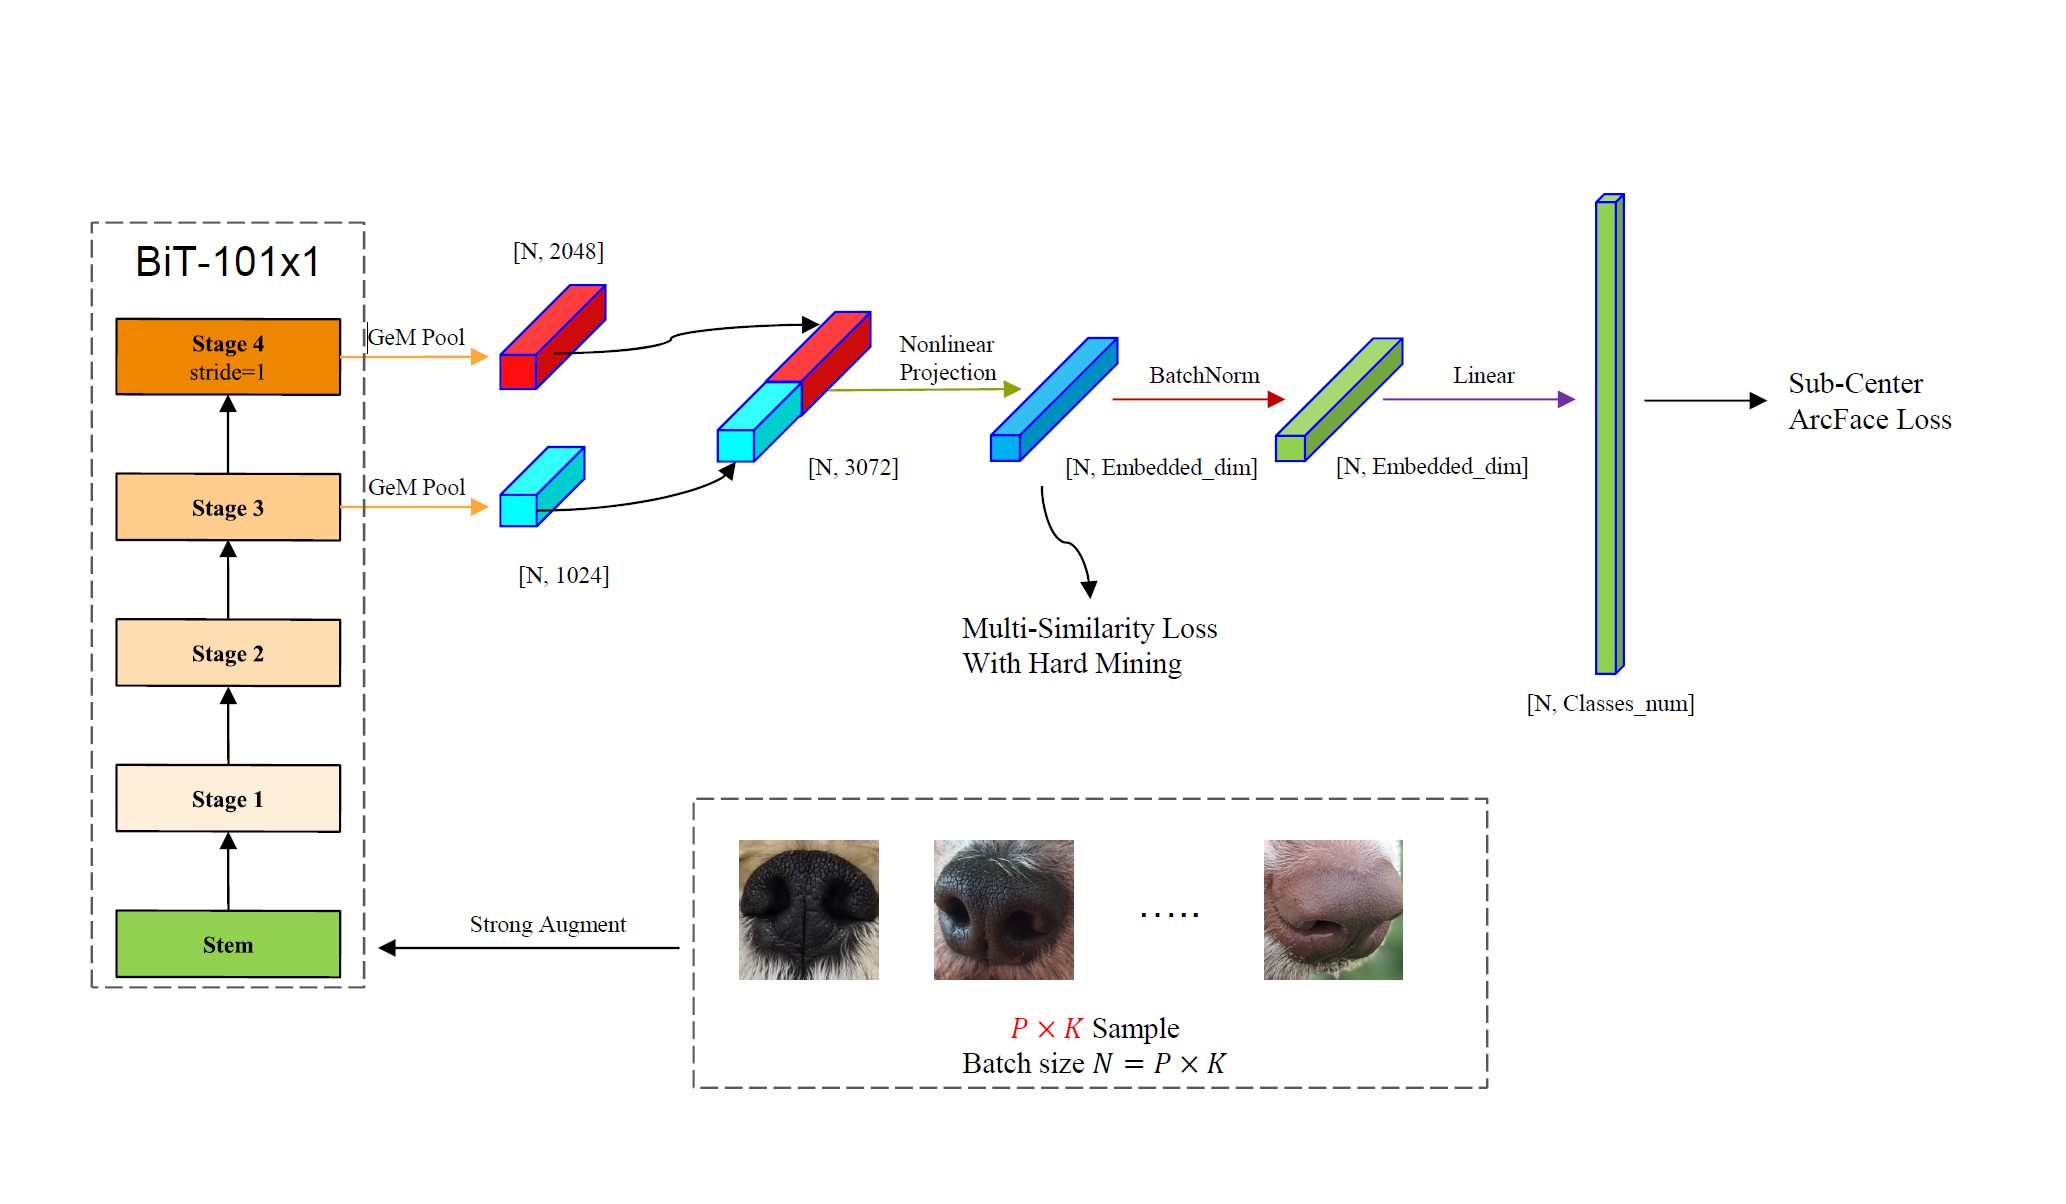 BiT-101x1
Stage 4
stride=1
Stage 3
Stage 2
Stage 1
Stem
GeM Pool
GeM Pool
[N, 2048]
[N, 1024]
[N, 3072]
Nonlinear
Projection
[N, Embedded_dim]
BatchNorm
[N, Embedded_dim]
Linear
[N, Classes_num]
Sub-Center
ArcFace Loss
Multi-Similarity Loss
With Hard Mining
Strong Augment
.....
P × K Sample
Batch size N = P × K